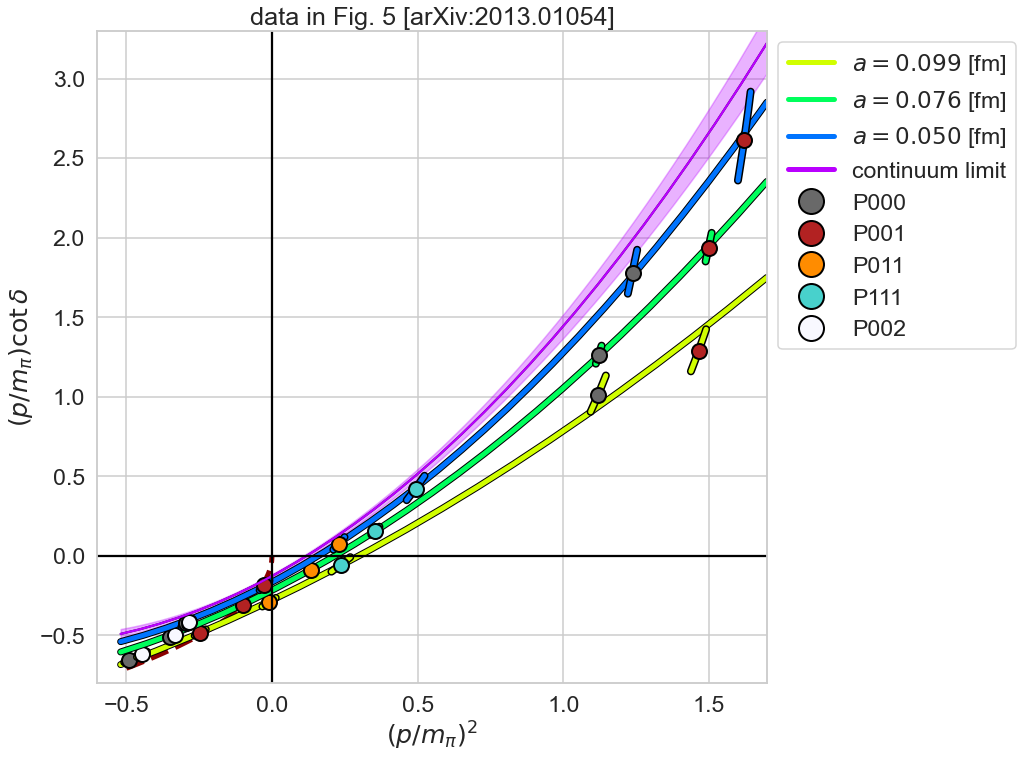 data in Fig. 5 [arXiv:2013.01054]
(p/m_π) cot δ
3.0
2.5
2.0
1.5
1.0
0.5
0.0
−0.5
−0.5
0.0
0.5
1.0
1.5
(p/m_π)²
a = 0.099 [fm]
a = 0.076 [fm]
a = 0.050 [fm]
continuum limit
P000
P001
P011
P111
P002